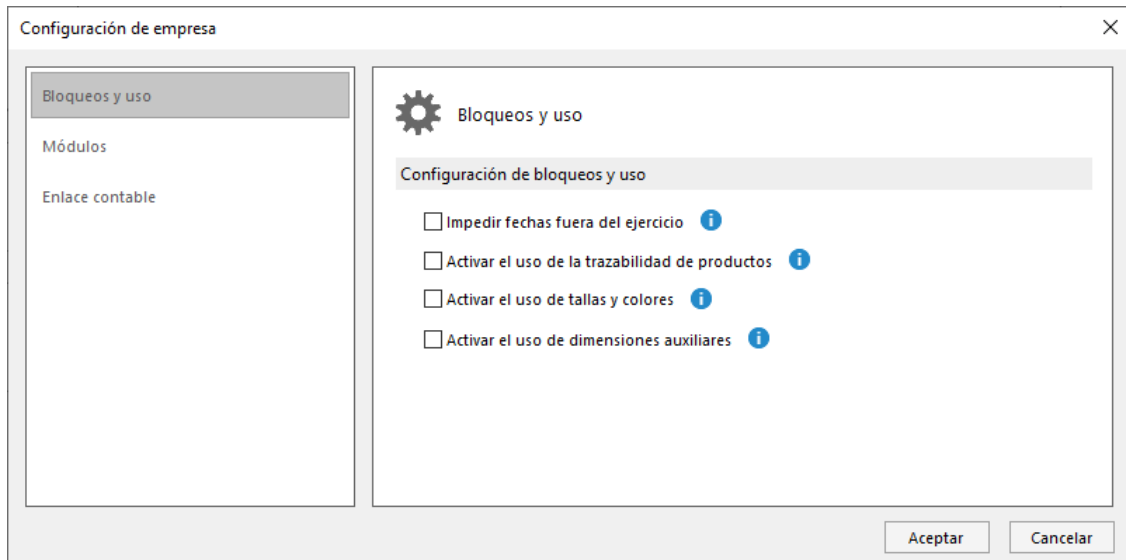 Configuración de empresa
Bloqueos y uso
Módulos
Enlace contable
Bloqueos y uso
Configuración de bloqueos y uso
Impedir fechas fuera del ejercicio
Activar el uso de la trazabilidad de productos
Activar el uso de tallas y colores
Activar el uso de dimensiones auxiliares
Aceptar
Cancelar